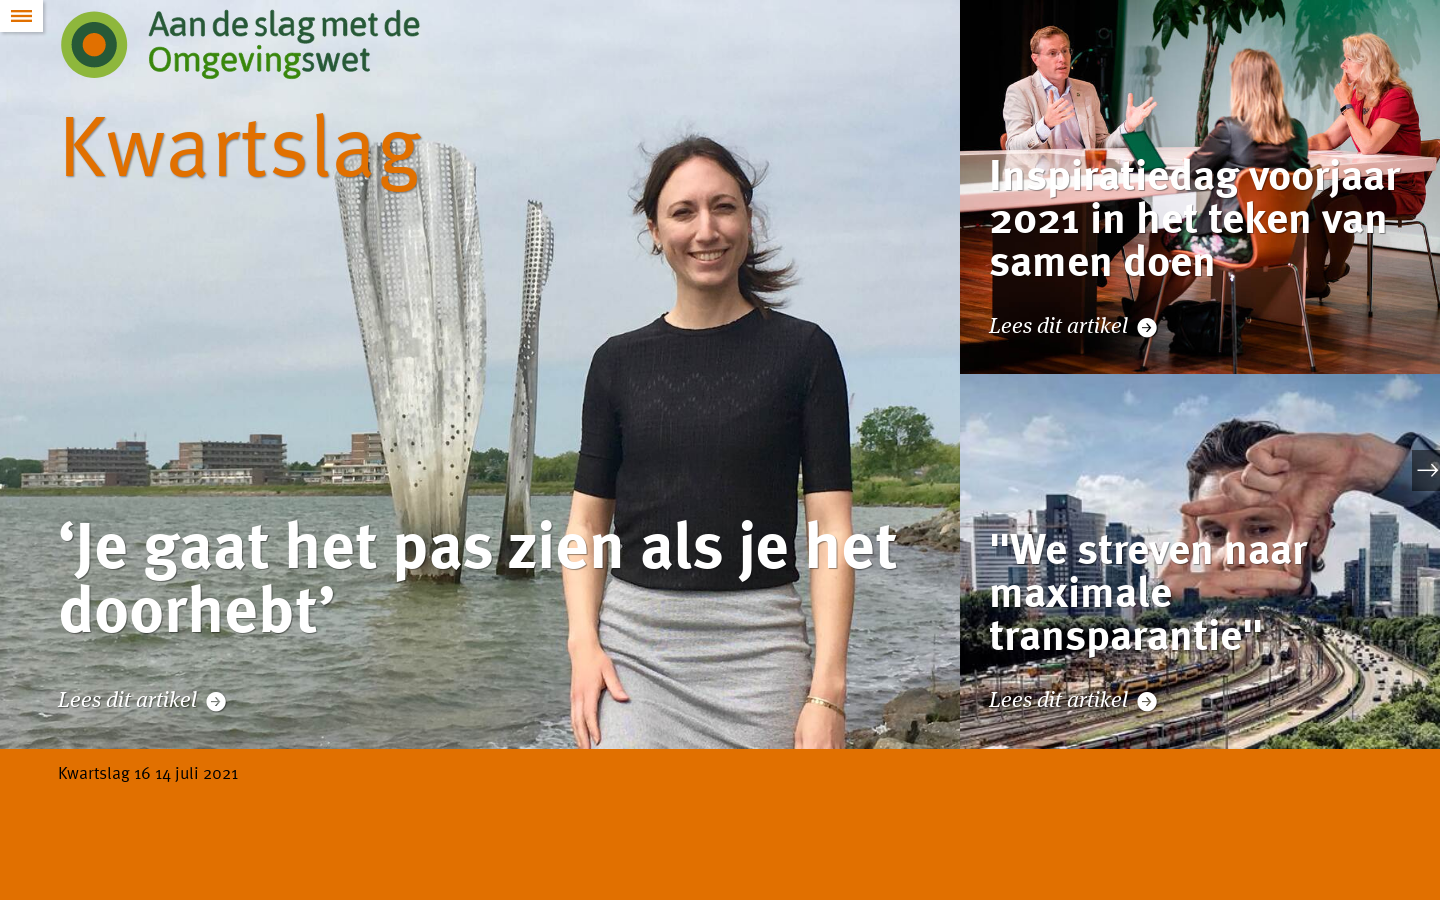 Aan de slag met de
Omgevingswet
Kwartslag
‘Je gaat het pas zien als je het
doorhebt’
Lees dit artikel
Inspiratiedag voorjaar
2021 in het teken van
samen doen
Lees dit artikel
"We streven naar
maximale
transparantie"
Lees dit artikel
Kwartslag 16 14 juli 2021